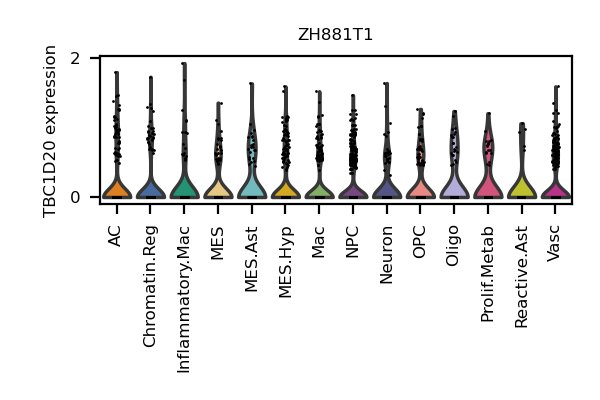 ZH881T1
TBC1D20 expression
2
0
AC
Chromatin.Reg
Inflammatory.Mac
MES
MES.Ast
MES.Hyp
Mac
NPC
Neuron
OPC
Oligo
Prolif.Metab
Reactive.Ast
Vasc